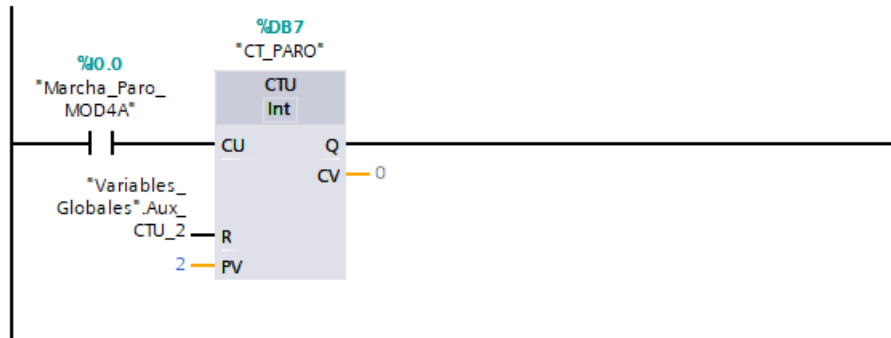 %DB7
"CT_PARO"
%I0.0
"Marcha_Paro_
MOD4A"
CTU
Int
CU
Q
CV
0
"Variables_
Globales".Aux_
CTU_2
R
2
PV